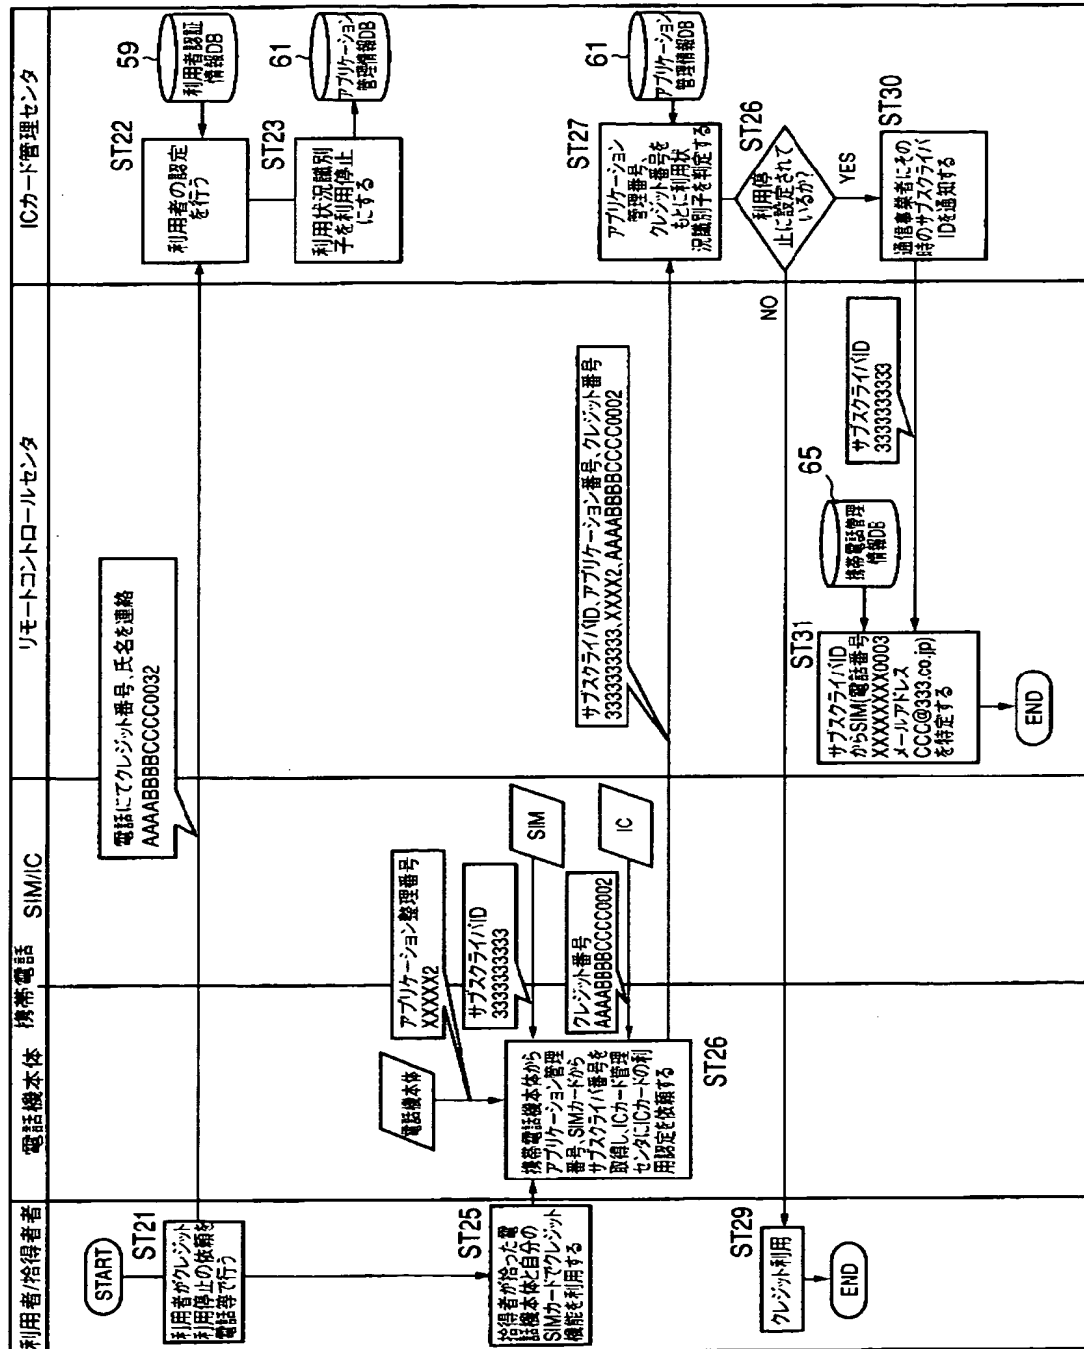 利用者/拾得者者
電話機本体
携帯電話
SIM/IC
リモートコントロールセンタ
ICカード管理センタ
START
ST21
利用者がクレジット
利用停止の依頼を
電話等で行う
電話にてクレジット番号、氏名を連絡
AAAABBBBCCCC0032
ST22
利用者の認定
を行う
59
利用者認証
情報DB
ST23
利用状況識別
子を利用停止
にする
61
アプリケーション
管理情報DB
ST25
拾得者が拾った電
話機本体と自分の
SIMカードでクレジット
機能を利用する
電話機本体
アプリケーション整理番号
XXXXX2
サブスクライバID
33333333333
SIM
クレジット番号
AAAABBBBCCCC0002
IC
ST26
携帯電話機本体から
アプリケーション管理
番号、SIMカードから
サブスクライバ番号を
取得し、ICカード管理
センタにICカードの利
用認定を依頼する
サブスクライバID、アプリケーション番号、クレジット番号
33333333333、XXXX2、AAAABBBBCCCC0002
ST27
アプリケーション
管理番号、
クレジット番号を
もとに利用状
況識別子を判定する
61
アプリケーション
管理情報DB
ST26
利用停
止に設定されて
いるか?
YES
NO
ST29
クレジット利用
END
ST30
通信事業者にその
時のサブスクライバ
IDを通知する
サブスクライバID
33333333333
65
携帯電話管理
情報DB
ST31
サブスクライバID
からSIM(電話番号
XXXXXXXX0003
メールアドレス
CCC@333.co.jp)
を特定する
END